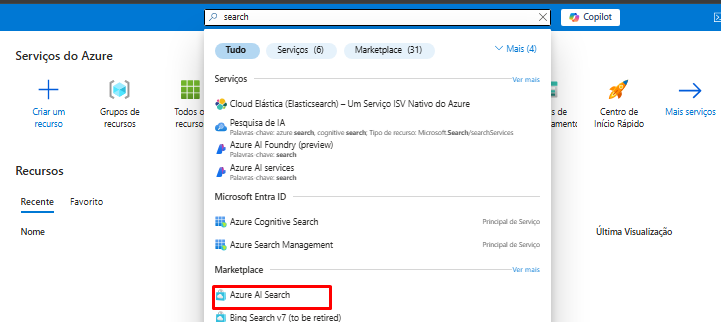 search
Copilot
Tudo
Serviços (6)
Marketplace (31)
Mais (4)
Serviços do Azure
Criar um
recurso
Grupos de
recursos
Todos o
recurso
s de
namento
Centro de
Início Rápido
Mais serviços
Serviços
Ver mais
Cloud Elástica (Elasticsearch) – Um Serviço ISV Nativo do Azure
Pesquisa de IA
Palavras-chave: azure search, cognitive search; Tipo de recurso: Microsoft.Search/searchServices
Azure AI Foundry (preview)
Palavras-chave: search
Azure AI services
Palavras-chave: search
Recursos
Recente
Favorito
Nome
Última Visualização
Microsoft Entra ID
Azure Cognitive Search
Principal de Serviço
Azure Search Management
Principal de Serviço
Marketplace
Ver mais
Azure AI Search
Bing Search v7 (to be retired)